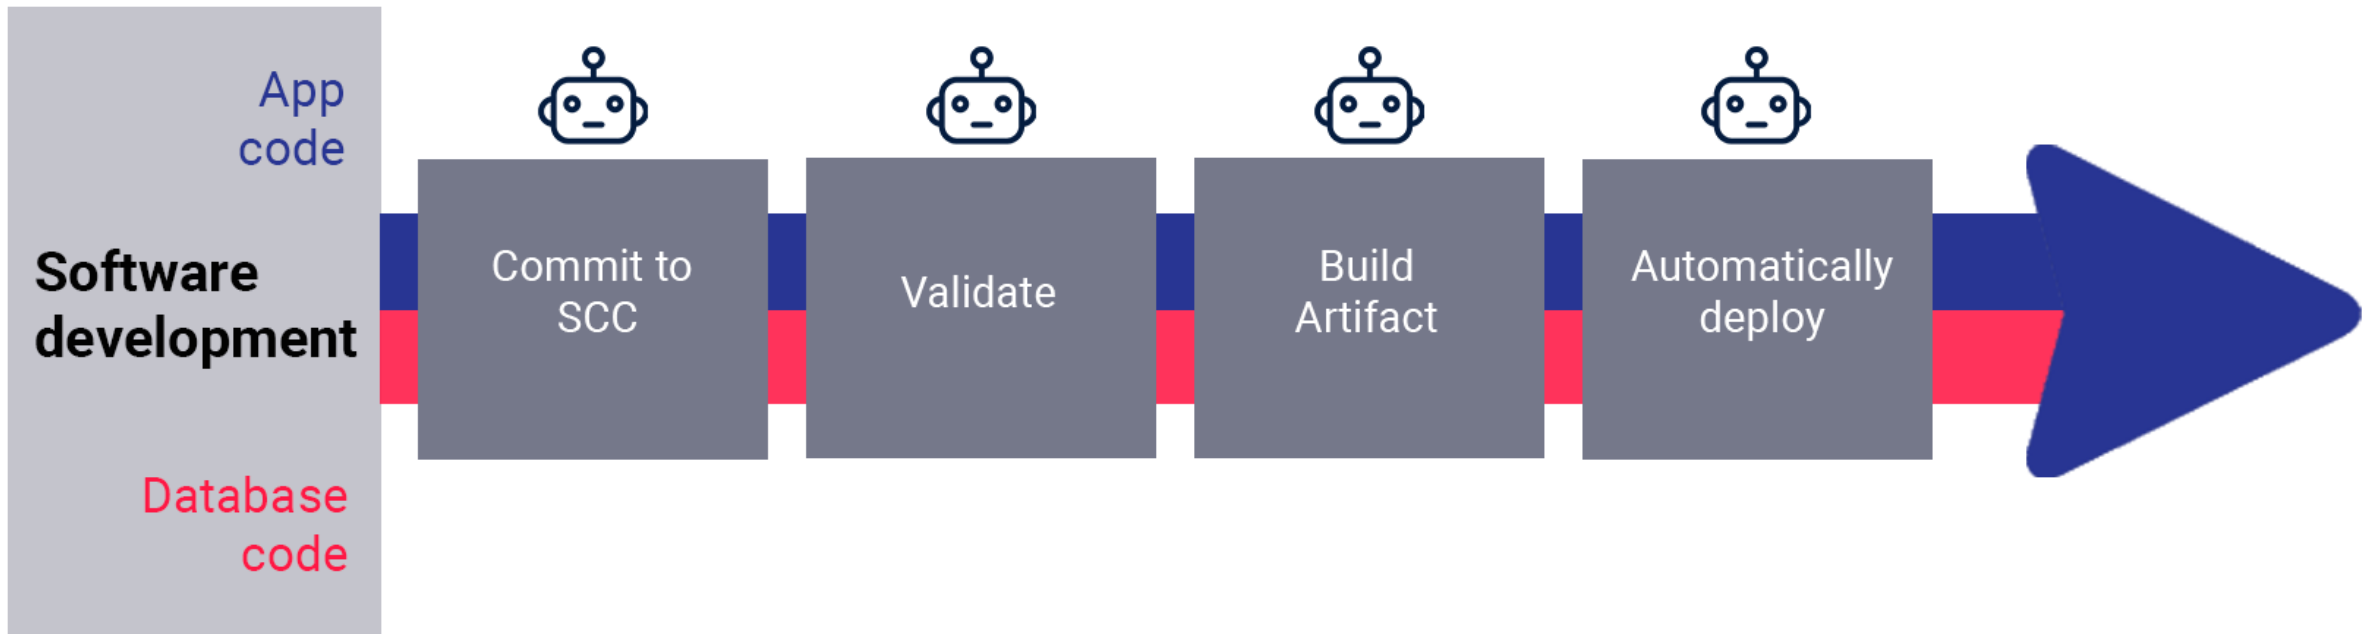 App
code
Software
development
Database
code
Commit to
SCC
Validate
Build
Artifact
Automatically
deploy